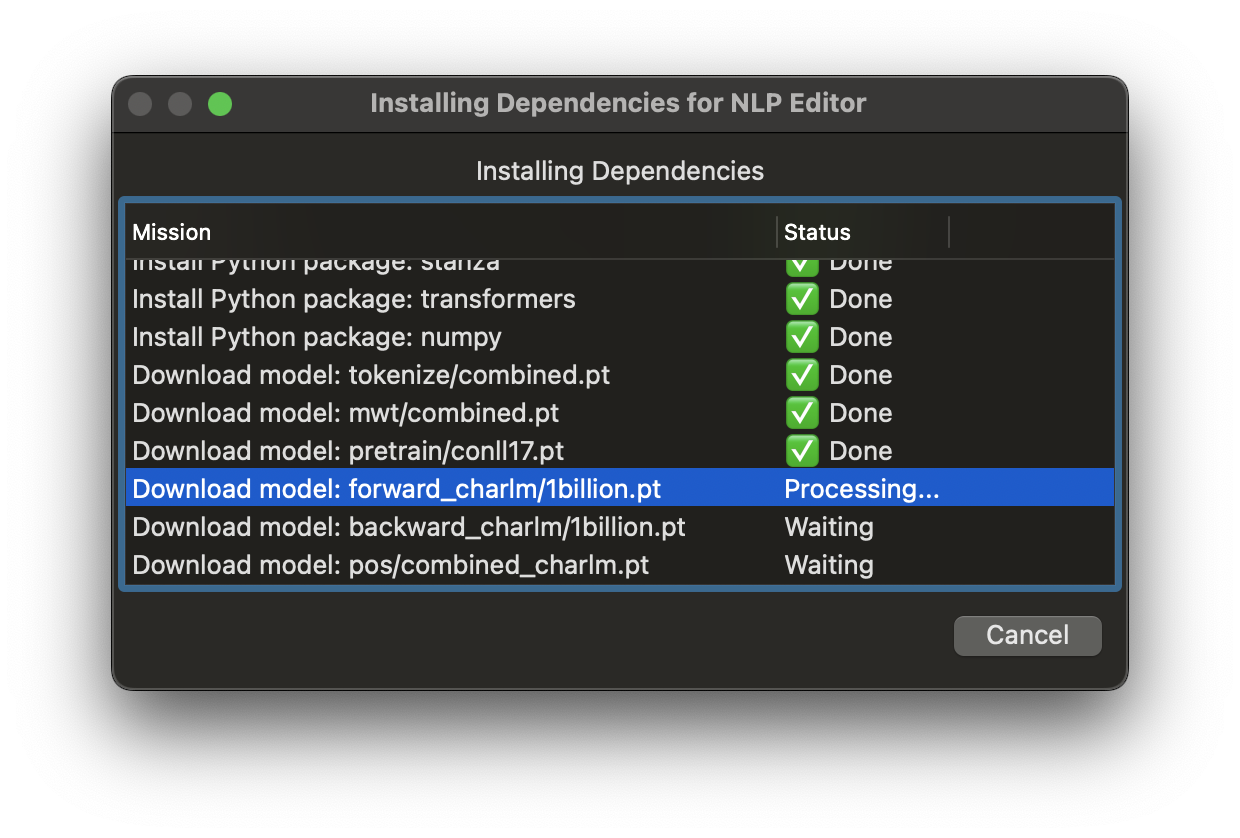 Installing Dependencies for NLP Editor
Installing Dependencies
Mission Status
Install Python package: stanza ✅ Done
Install Python package: transformers ✅ Done
Install Python package: numpy ✅ Done
Download model: tokenize/combined.pt ✅ Done
Download model: mwt/combined.pt ✅ Done
Download model: pretrain/conll17.pt ✅ Done
Download model: forward_charlm/1billion.pt Processing...
Download model: backward_charlm/1billion.pt Waiting
Download model: pos/combined_charlm.pt Waiting
Cancel